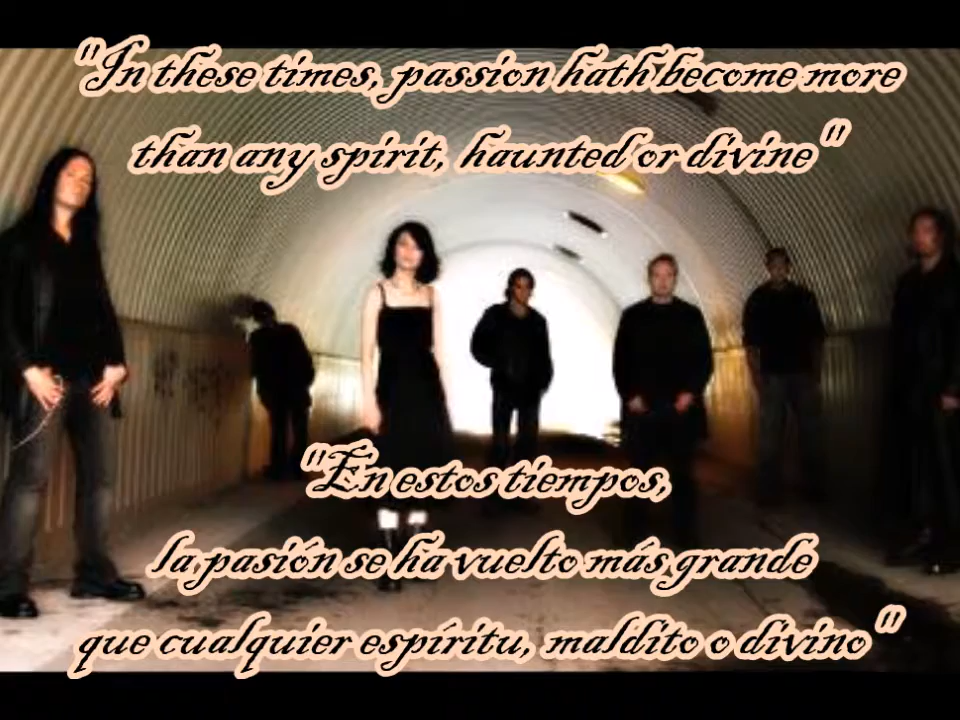 "In these times, passion hath become more
than any spirit, haunted or divine"
"En estos tiempos,
la pasión se ha vuelto más grande
que cualquier espíritu, maldito o divino"